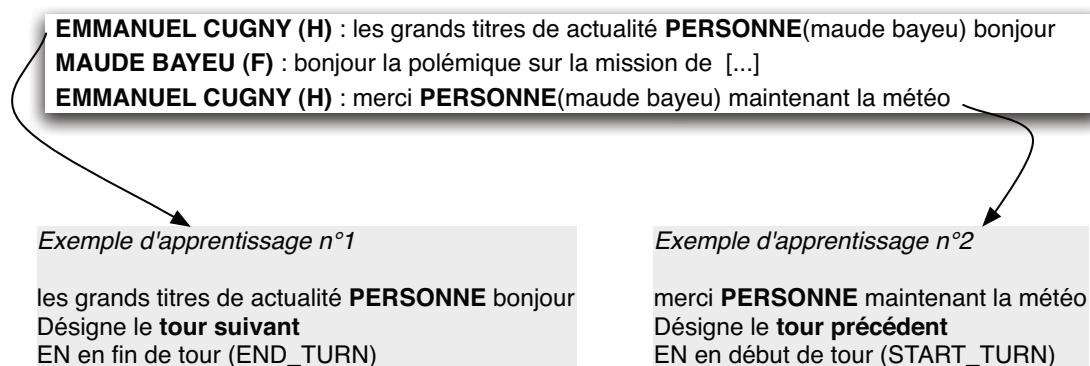 EMMANUEL CUGNY (H) : les grands titres de actualité PERSONNE(maude bayeu) bonjour
MAUDE BAYEU (F) : bonjour la polémique sur la mission de [...]
EMMANUEL CUGNY (H) : merci PERSONNE(maude bayeu) maintenant la météo
Exemple d'apprentissage n°1
les grands titres de actualité PERSONNE bonjour
Désigne le tour suivant
EN en fin de tour (END_TURN)
Exemple d'apprentissage n°2
merci PERSONNE maintenant la météo
Désigne le tour précédent
EN en début de tour (START_TURN)